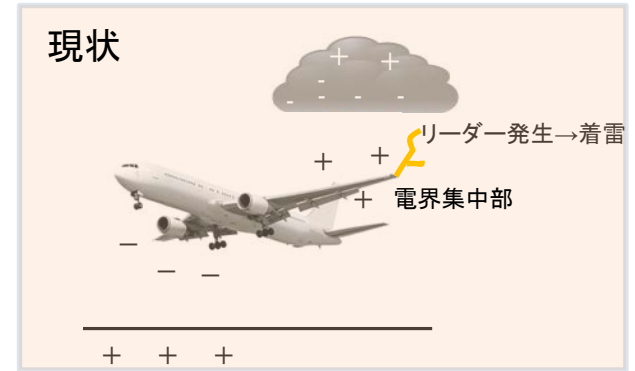 現状
+ +
-
- - - -
リーダー発生→着雷
+ +
+
電界集中部
− − −
+ + +